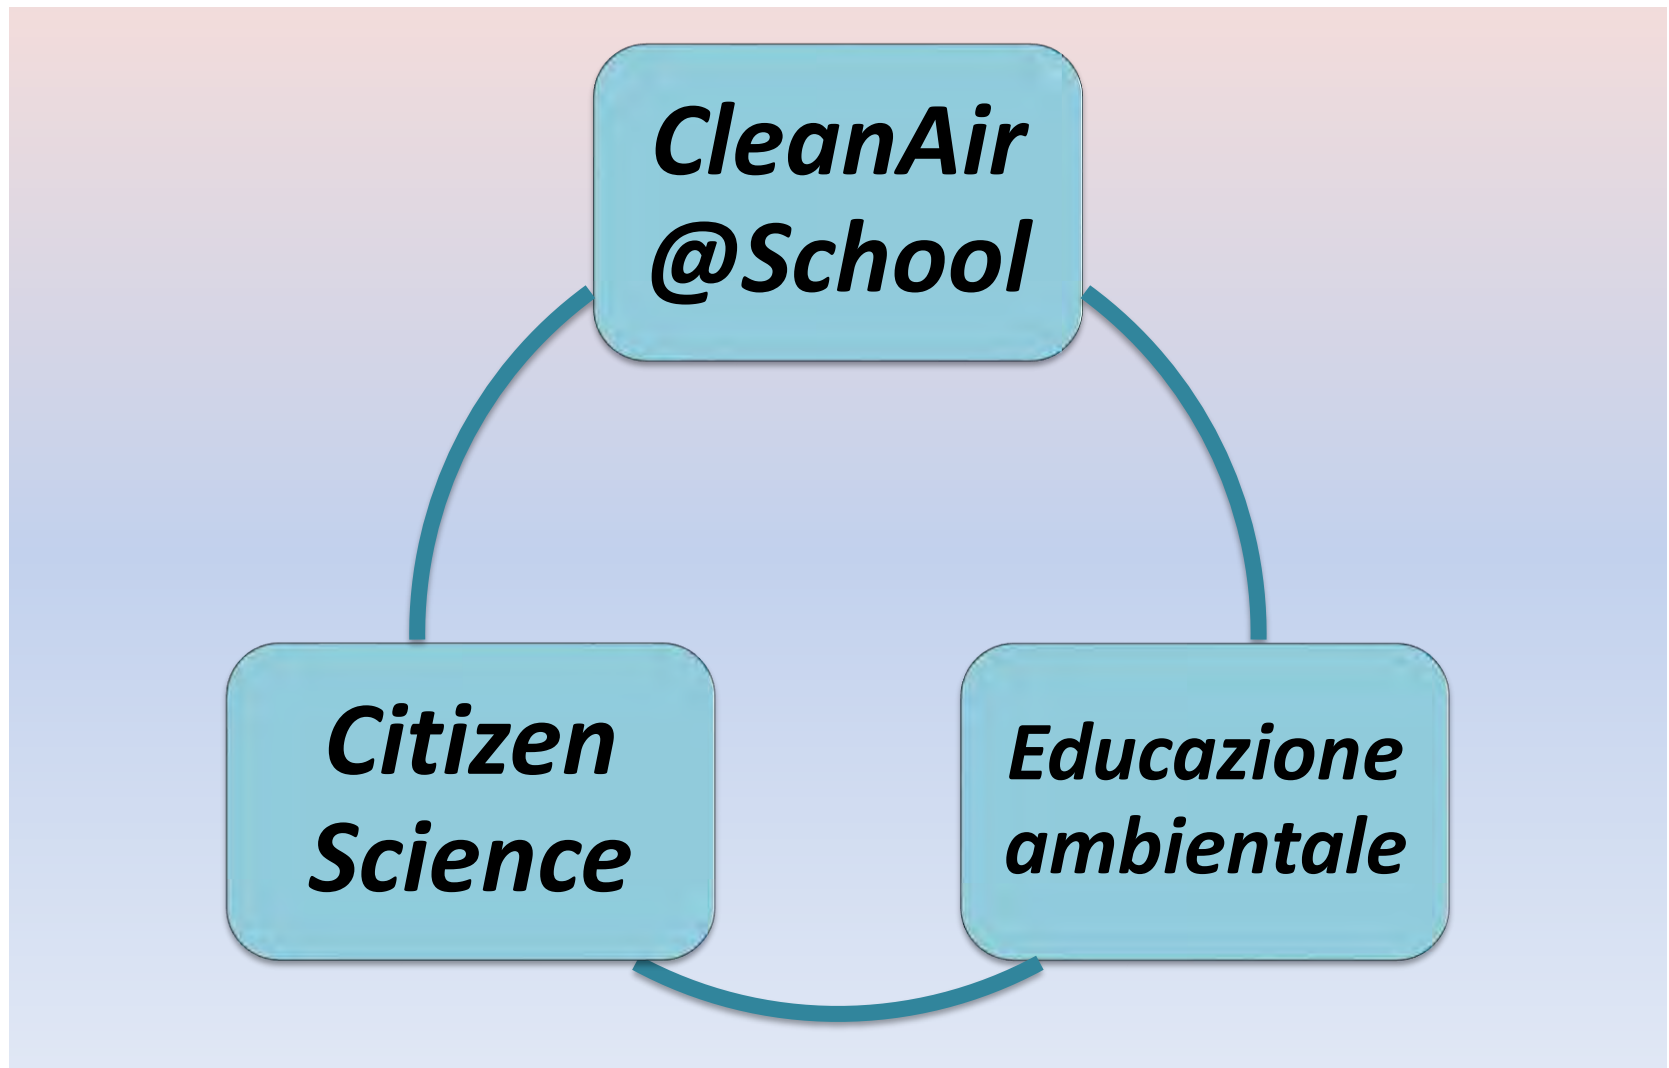 CleanAir
@School
Citizen
Science
Educazione
ambientale